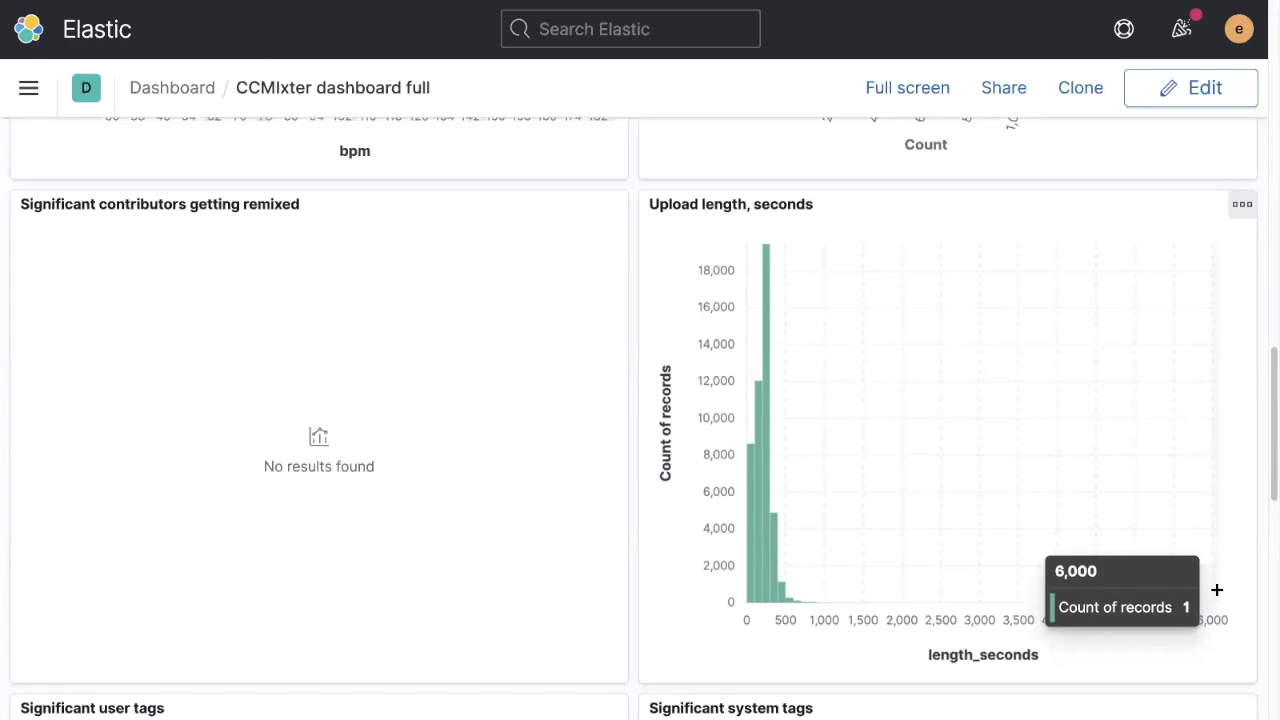 Elastic
Search Elastic
e
D
Dashboard / CCMIxter dashboard full
Full screen
Share
Clone
Edit
bpm
Count
Significant contributors getting remixed
No results found
Upload length, seconds
18,000
16,000
14,000
12,000
10,000
8,000
6,000
4,000
2,000
0
Count of records
0 500 1,000 1,500 2,000 2,500 3,000 3,500
length_seconds
6,000
Count of records 1
Significant user tags
Significant system tags